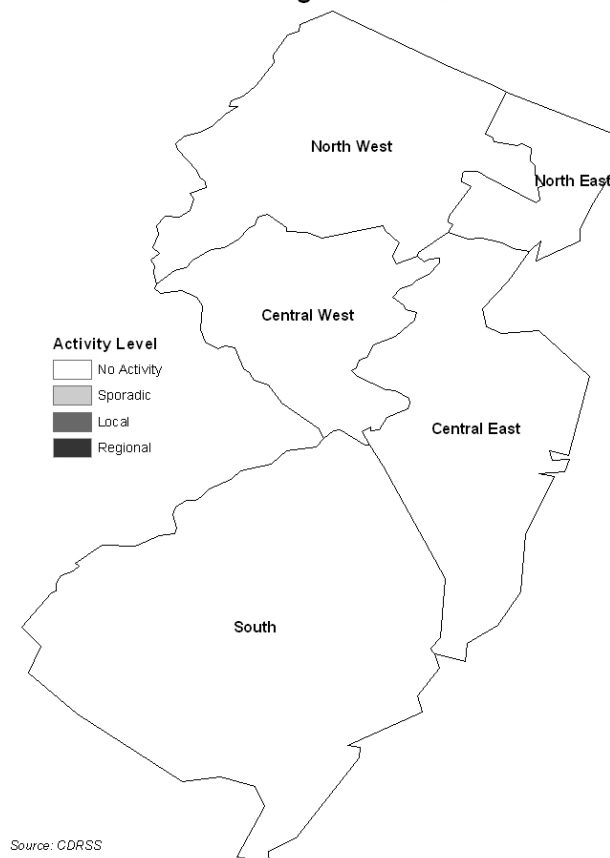 North West
North East
Central West
Activity Level
No Activity
Sporadic
Local
Regional
Central East
South
Source: CDRSS